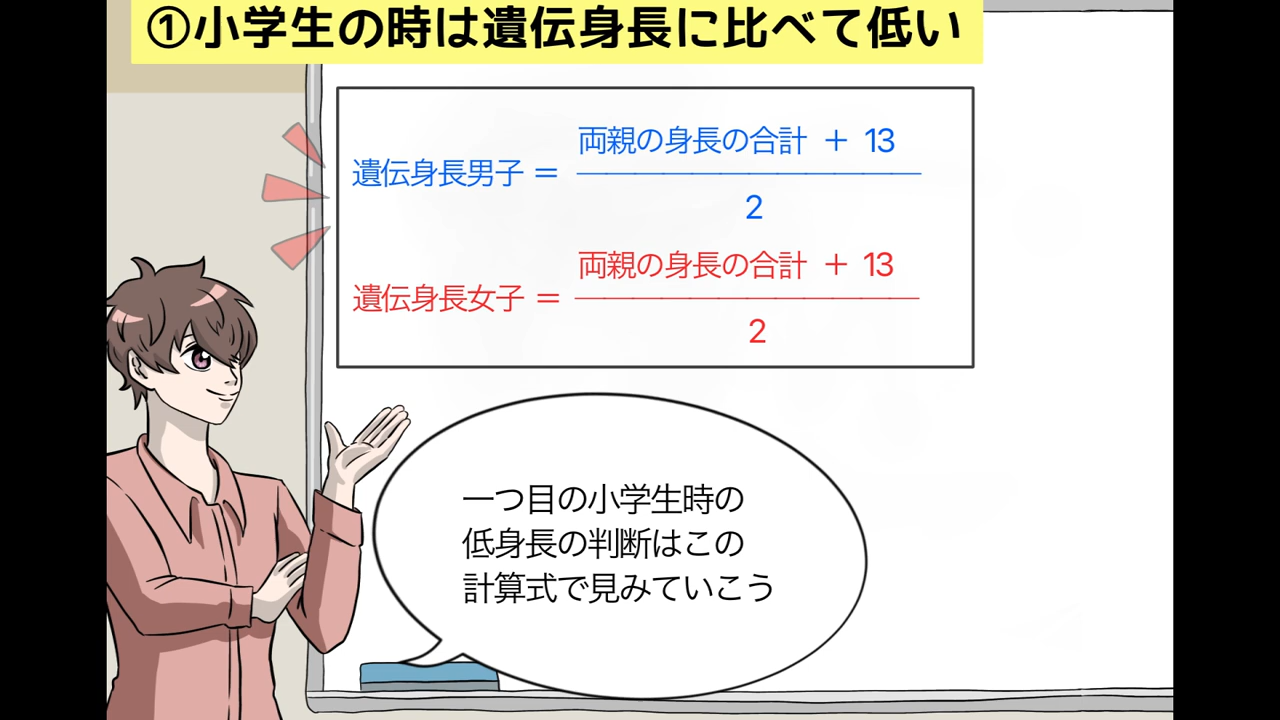 ①小学生の時は遺伝身長に比べて低い
両親の身長の合計 ＋ 13
遺伝身長男子 ＝
2
両親の身長の合計 ＋ 13
遺伝身長女子 ＝
2
一つ目の小学生時の
低身長の判断はこの
計算式で見みていこう